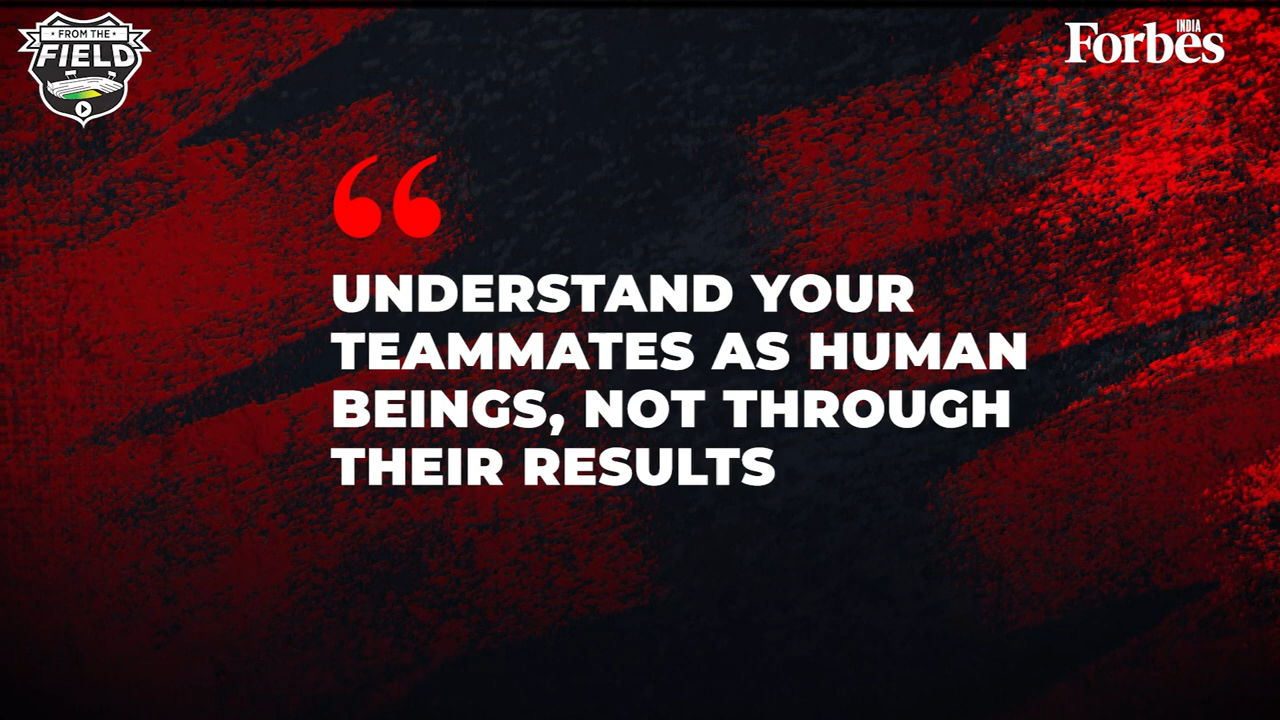 FROM THE
FIELD
Forbes
INDIA
“
UNDERSTAND YOUR
TEAMMATES AS HUMAN
BEINGS, NOT THROUGH
THEIR RESULTS